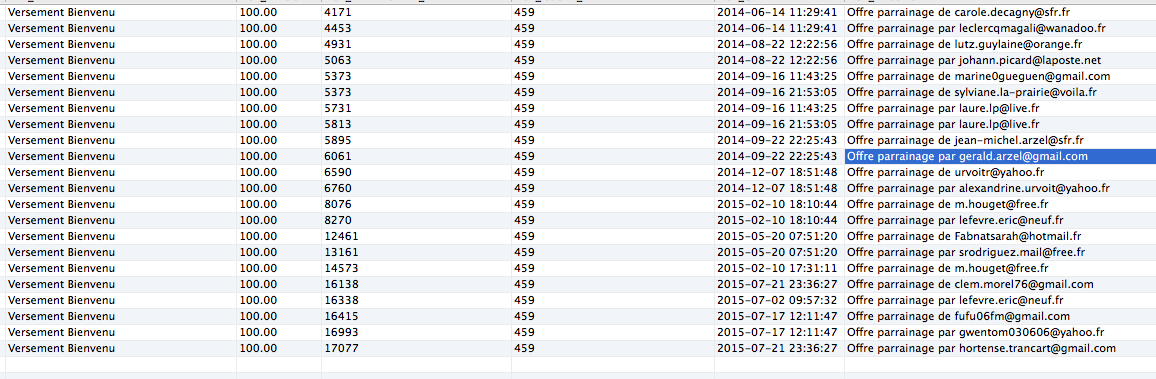 Versement Bienvenu 100.00 4171 459 2014-06-14 11:29:41 Offre parrainage de carole.decagny@sfr.fr
Versement Bienvenu 100.00 4453 459 2014-06-14 11:29:41 Offre parrainage par leclercqmagali@wanadoo.fr
Versement Bienvenu 100.00 4931 459 2014-08-22 12:22:56 Offre parrainage de lutz.guylaine@orange.fr
Versement Bienvenu 100.00 5063 459 2014-08-22 12:22:56 Offre parrainage par johann.picard@laposte.net
Versement Bienvenu 100.00 5373 459 2014-09-16 11:43:25 Offre parrainage de marine0gueguen@gmail.com
Versement Bienvenu 100.00 5373 459 2014-09-16 21:53:05 Offre parrainage de sylviane.la-prairie@voila.fr
Versement Bienvenu 100.00 5731 459 2014-09-16 11:43:25 Offre parrainage par laure.lp@live.fr
Versement Bienvenu 100.00 5813 459 2014-09-16 21:53:05 Offre parrainage par laure.lp@live.fr
Versement Bienvenu 100.00 5895 459 2014-09-22 22:25:43 Offre parrainage de jean-michel.arzel@sfr.fr
Versement Bienvenu 100.00 6061 459 2014-09-22 22:25:43 Offre parrainage par gerald.arzel@gmail.com
Versement Bienvenu 100.00 6590 459 2014-12-07 18:51:48 Offre parrainage de urvoitr@yahoo.fr
Versement Bienvenu 100.00 6760 459 2014-12-07 18:51:48 Offre parrainage par alexandrine.urvoit@yahoo.fr
Versement Bienvenu 100.00 8076 459 2015-02-10 18:10:44 Offre parrainage de m.houget@free.fr
Versement Bienvenu 100.00 8270 459 2015-02-10 18:10:44 Offre parrainage par lefevre.eric@neuf.fr
Versement Bienvenu 100.00 12461 459 2015-05-20 07:51:20 Offre parrainage de Fabnatsarah@hotmail.fr
Versement Bienvenu 100.00 13161 459 2015-05-20 07:51:20 Offre parrainage par srodriguez.mail@free.fr
Versement Bienvenu 100.00 14573 459 2015-02-10 17:31:11 Offre parrainage de m.houget@free.fr
Versement Bienvenu 100.00 16138 459 2015-07-21 23:36:27 Offre parrainage de clem.morel76@gmail.com
Versement Bienvenu 100.00 16338 459 2015-07-02 09:57:32 Offre parrainage par lefevre.eric@neuf.fr
Versement Bienvenu 100.00 16415 459 2015-07-17 12:11:47 Offre parrainage de fufu06fm@gmail.com
Versement Bienvenu 100.00 16993 459 2015-07-17 12:11:47 Offre parrainage par gwentom030606@yahoo.fr
Versement Bienvenu 100.00 17077 459 2015-07-21 23:36:27 Offre parrainage par hortense.trancart@gmail.com